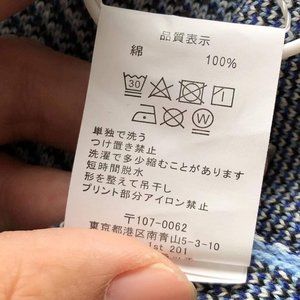 品質表示
綿 100%
30
W
単独で洗う
つけ置き禁止
洗濯で多少縮むことがあります
短時間脱水
形を整えて吊干し
プリント部分アイロン禁止
〒107-0062
東京都港区南青山5-3-10
1st 201